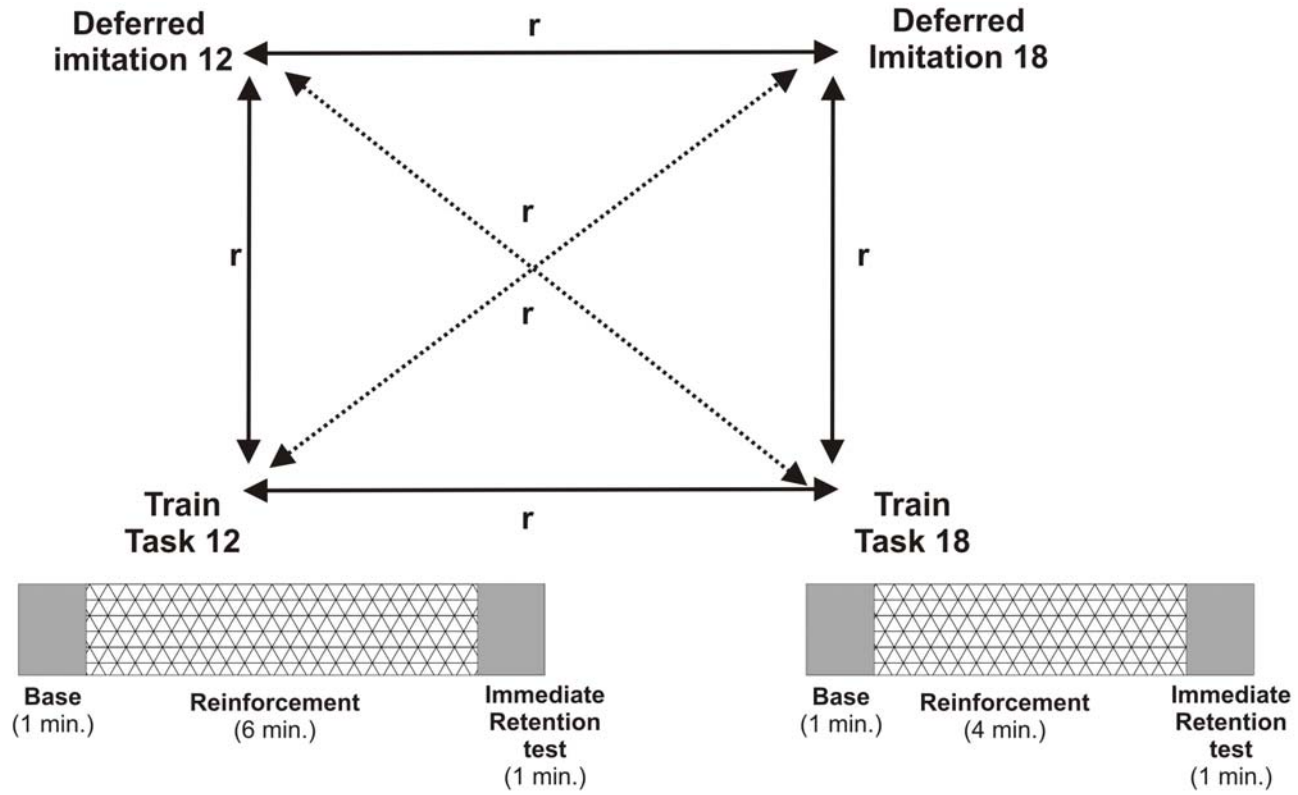 Deferred
imitation 12
r
Deferred
Imitation 18
r
r
r
r
Train
Task 12
r
Train
Task 18
Base
(1 min.)
Reinforcement
(6 min.)
Immediate
Retention
test
(1 min.)
Base
(1 min.)
Reinforcement
(4 min.)
Immediate
Retention
test
(1 min.)